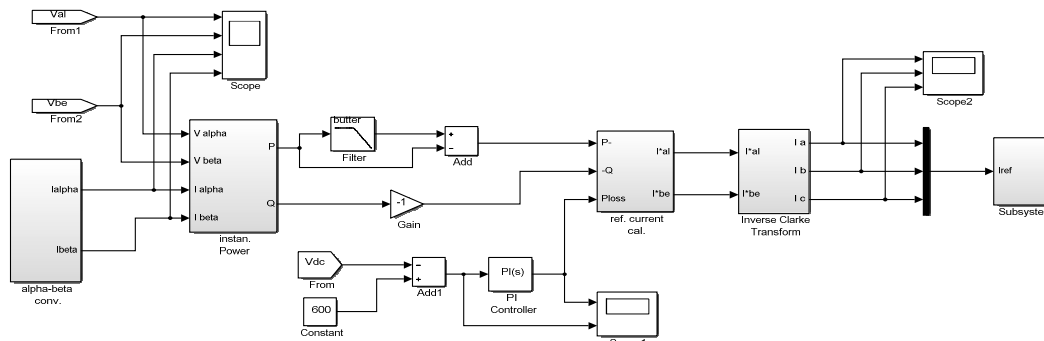 Val
From1
Scope
Vbe
From2
V alpha
V beta
I alpha
I beta
P
Q
instan.
Power
Ialpha
Ibeta
alpha-beta
conv.
butter
Filter
+
−
Add
-1
Gain
Vdc
From
600
Constant
−
+
Add1
PI(s)
PI
Controller
P-
-Q
Ploss
I*al
I*be
ref. current
cal.
I*al
I*be
I a
I b
I c
Inverse Clarke
Transform
Scope2
Iref
Subsyste